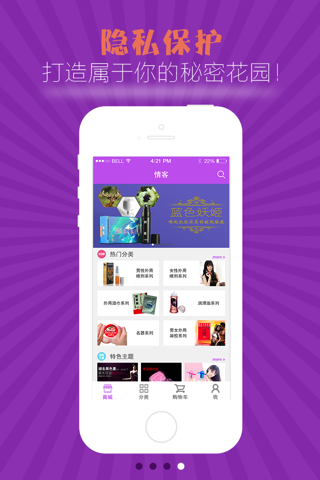 隐私保护
打造属于你的秘密花园!
BELL
4:21 PM
22%
情客
蓝色妖姬
热门分类
more >
男性外用
喷剂系列
女性外用
喷剂系列
外用湿巾系列
润滑油系列
名器系列
男女外用
凝胶系列
特色主题
more >
商城
分类
购物车
我